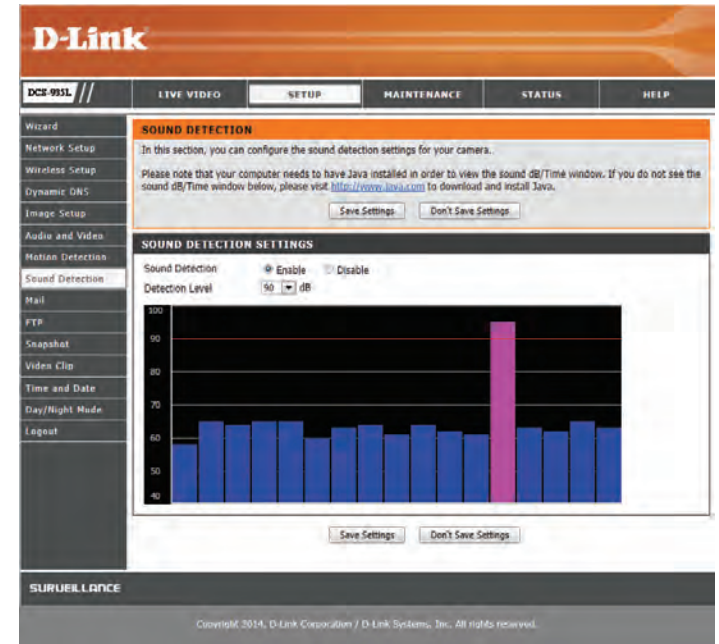 D-Link
DCS-935L // LIVE VIDEO SETUP MAINTENANCE STATUS HELP
Wizard
Network Setup
Wireless Setup
Dynamic DNS
Image Setup
Audio and Video
Motion Detection
Sound Detection
Mail
FTP
Snapshot
Video Clip
Time and Date
Day/Night Mode
Logout
SOUND DETECTION
In this section, you can configure the sound detection settings for your camera.
Please note that your computer needs to have Java installed in order to view the sound dB/Time window. If you do not see the
sound dB/Time window below, please visit http://www.java.com to download and install Java.
Save Settings Don't Save Settings
SOUND DETECTION SETTINGS
Sound Detection Enable Disable
Detection Level 90 dB
100
90
80
70
60
50
40
Save Settings Don't Save Settings
SURVEILLANCE
Copyright 2014, D-Link Corporation / D-Link Systems, Inc. All rights reserved.